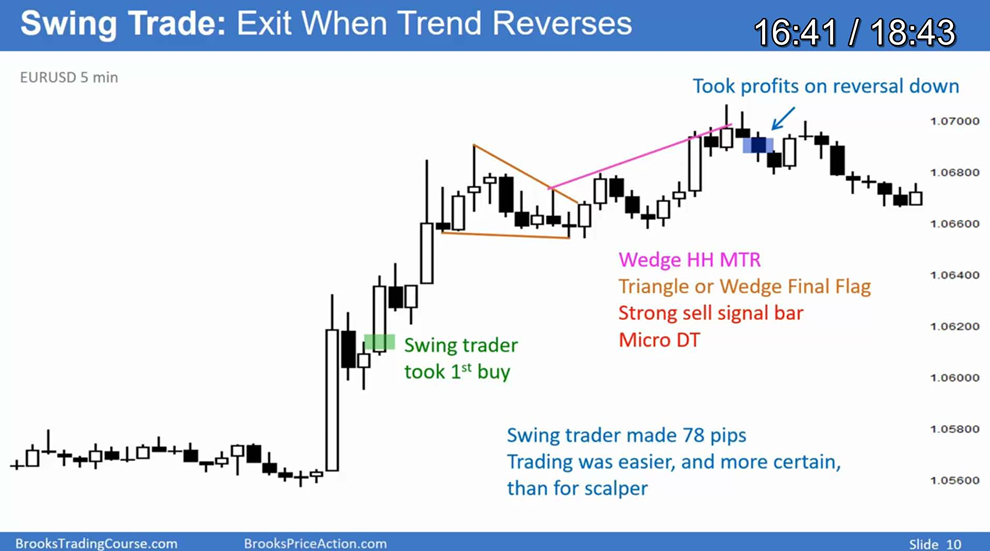 Swing Trade: Exit When Trend Reverses
16:41 / 18:43
EURUSD 5 min
Took profits on reversal down
1.07000
1.06800
1.06600
1.06400
1.06200
1.06000
1.05800
1.05600
Wedge HH MTR
Triangle or Wedge Final Flag
Strong sell signal bar
Micro DT
Swing trader
took 1st buy
Swing trader made 78 pips
Trading was easier, and more certain,
than for scalper
BrooksTradingCourse.com
BrooksPriceAction.com
Slide 10